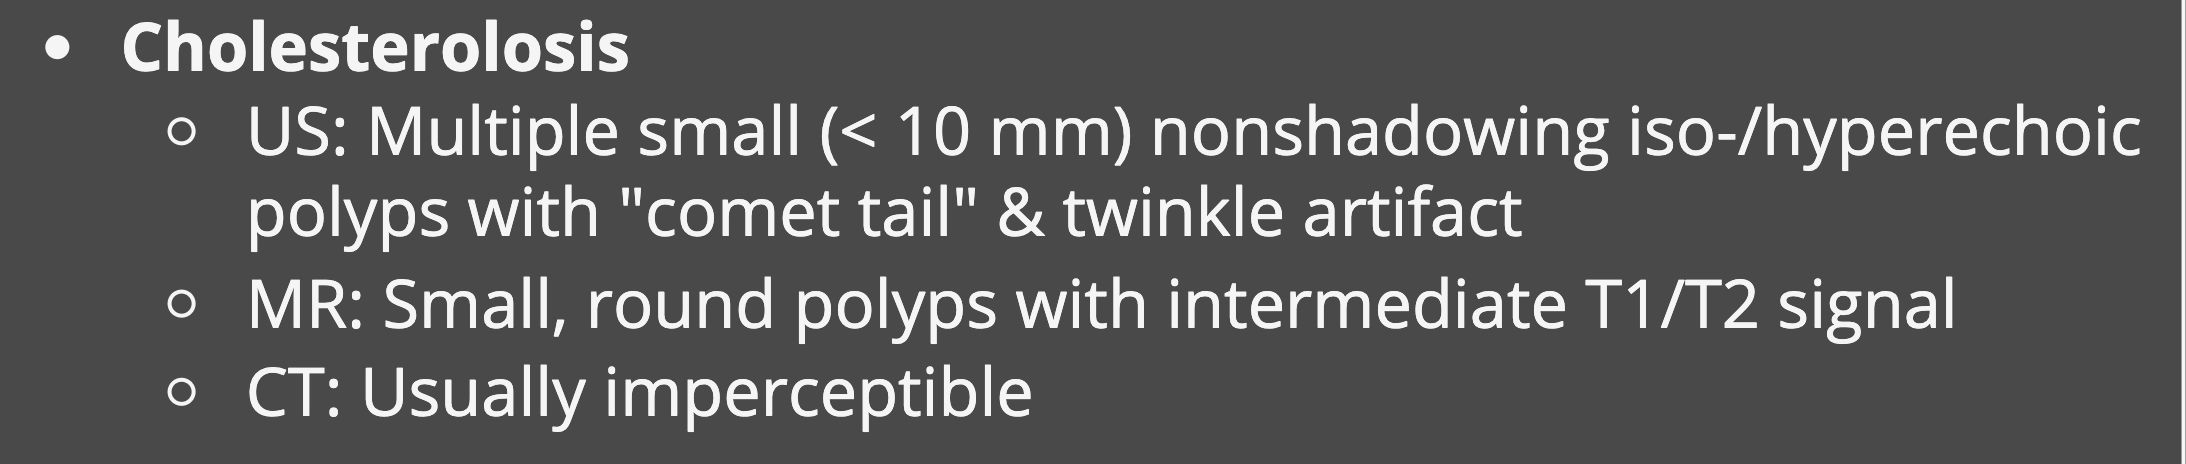 • Cholesterolosis
○ US: Multiple small (< 10 mm) nonshadowing iso-/hyperechoic
polyps with "comet tail" & twinkle artifact
○ MR: Small, round polyps with intermediate T1/T2 signal
○ CT: Usually imperceptible